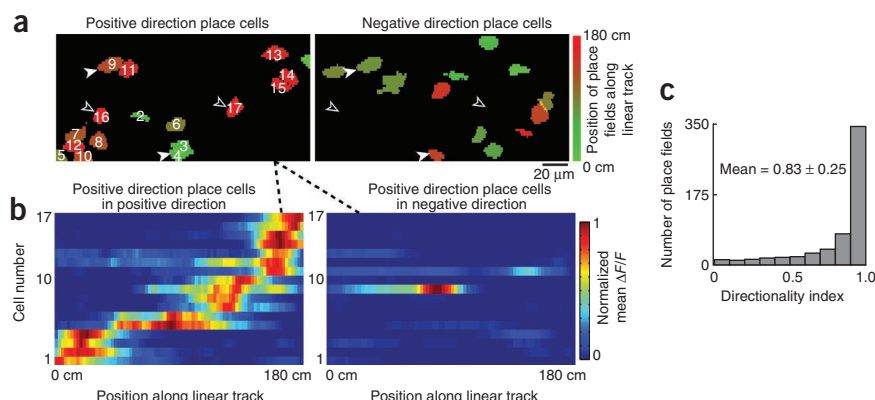 a
Positive direction place cells
Negative direction place cells
9
11
13
14
15
16
2
17
6
7
8
3
4
12
5
10
180 cm
Position of place
fields along
linear track
0 cm
20 μm
b
Positive direction place cells
in positive direction
Positive direction place cells
in negative direction
Cell number
17
10
1
17
10
1
1
Normalized
mean ΔF/F
0
0 cm
180 cm
0 cm
180 cm
Position along linear track
Position along linear track
c
Number of place fields
350
175
0
Mean = 0.83 ± 0.25
0
0.5
1.0
Directionality index